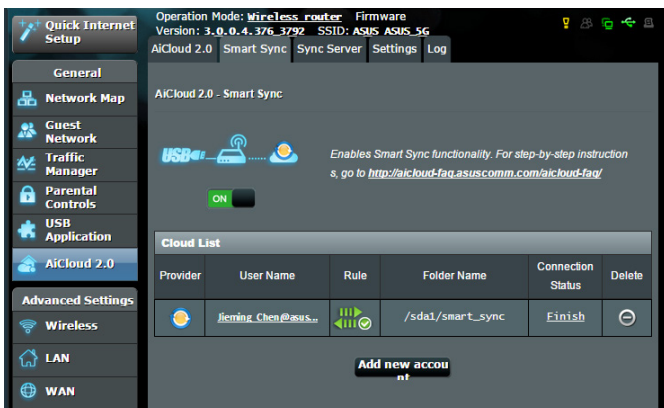 Quick Internet
Setup
General
Network Map
Guest
Network
Traffic
Manager
Parental
Controls
USB
Application
AiCloud 2.0
Advanced Settings
Wireless
LAN
WAN
Operation Mode: Wireless router Firmware
Version: 3.0.0.4.376_3792 SSID: ASUS ASUS_5G
AiCloud 2.0 Smart Sync Sync Server Settings Log
AiCloud 2.0 - Smart Sync
USB
Enables Smart Sync functionality. For step-by-step instruction
s, go to http://aicloud-faq.asuscomm.com/aicloud-faq/
ON
Cloud List
Provider User Name Rule Folder Name Connection Status Delete
Jieming_Chen@asus... /sda1/smart_sync Finish
Add new accou
nt